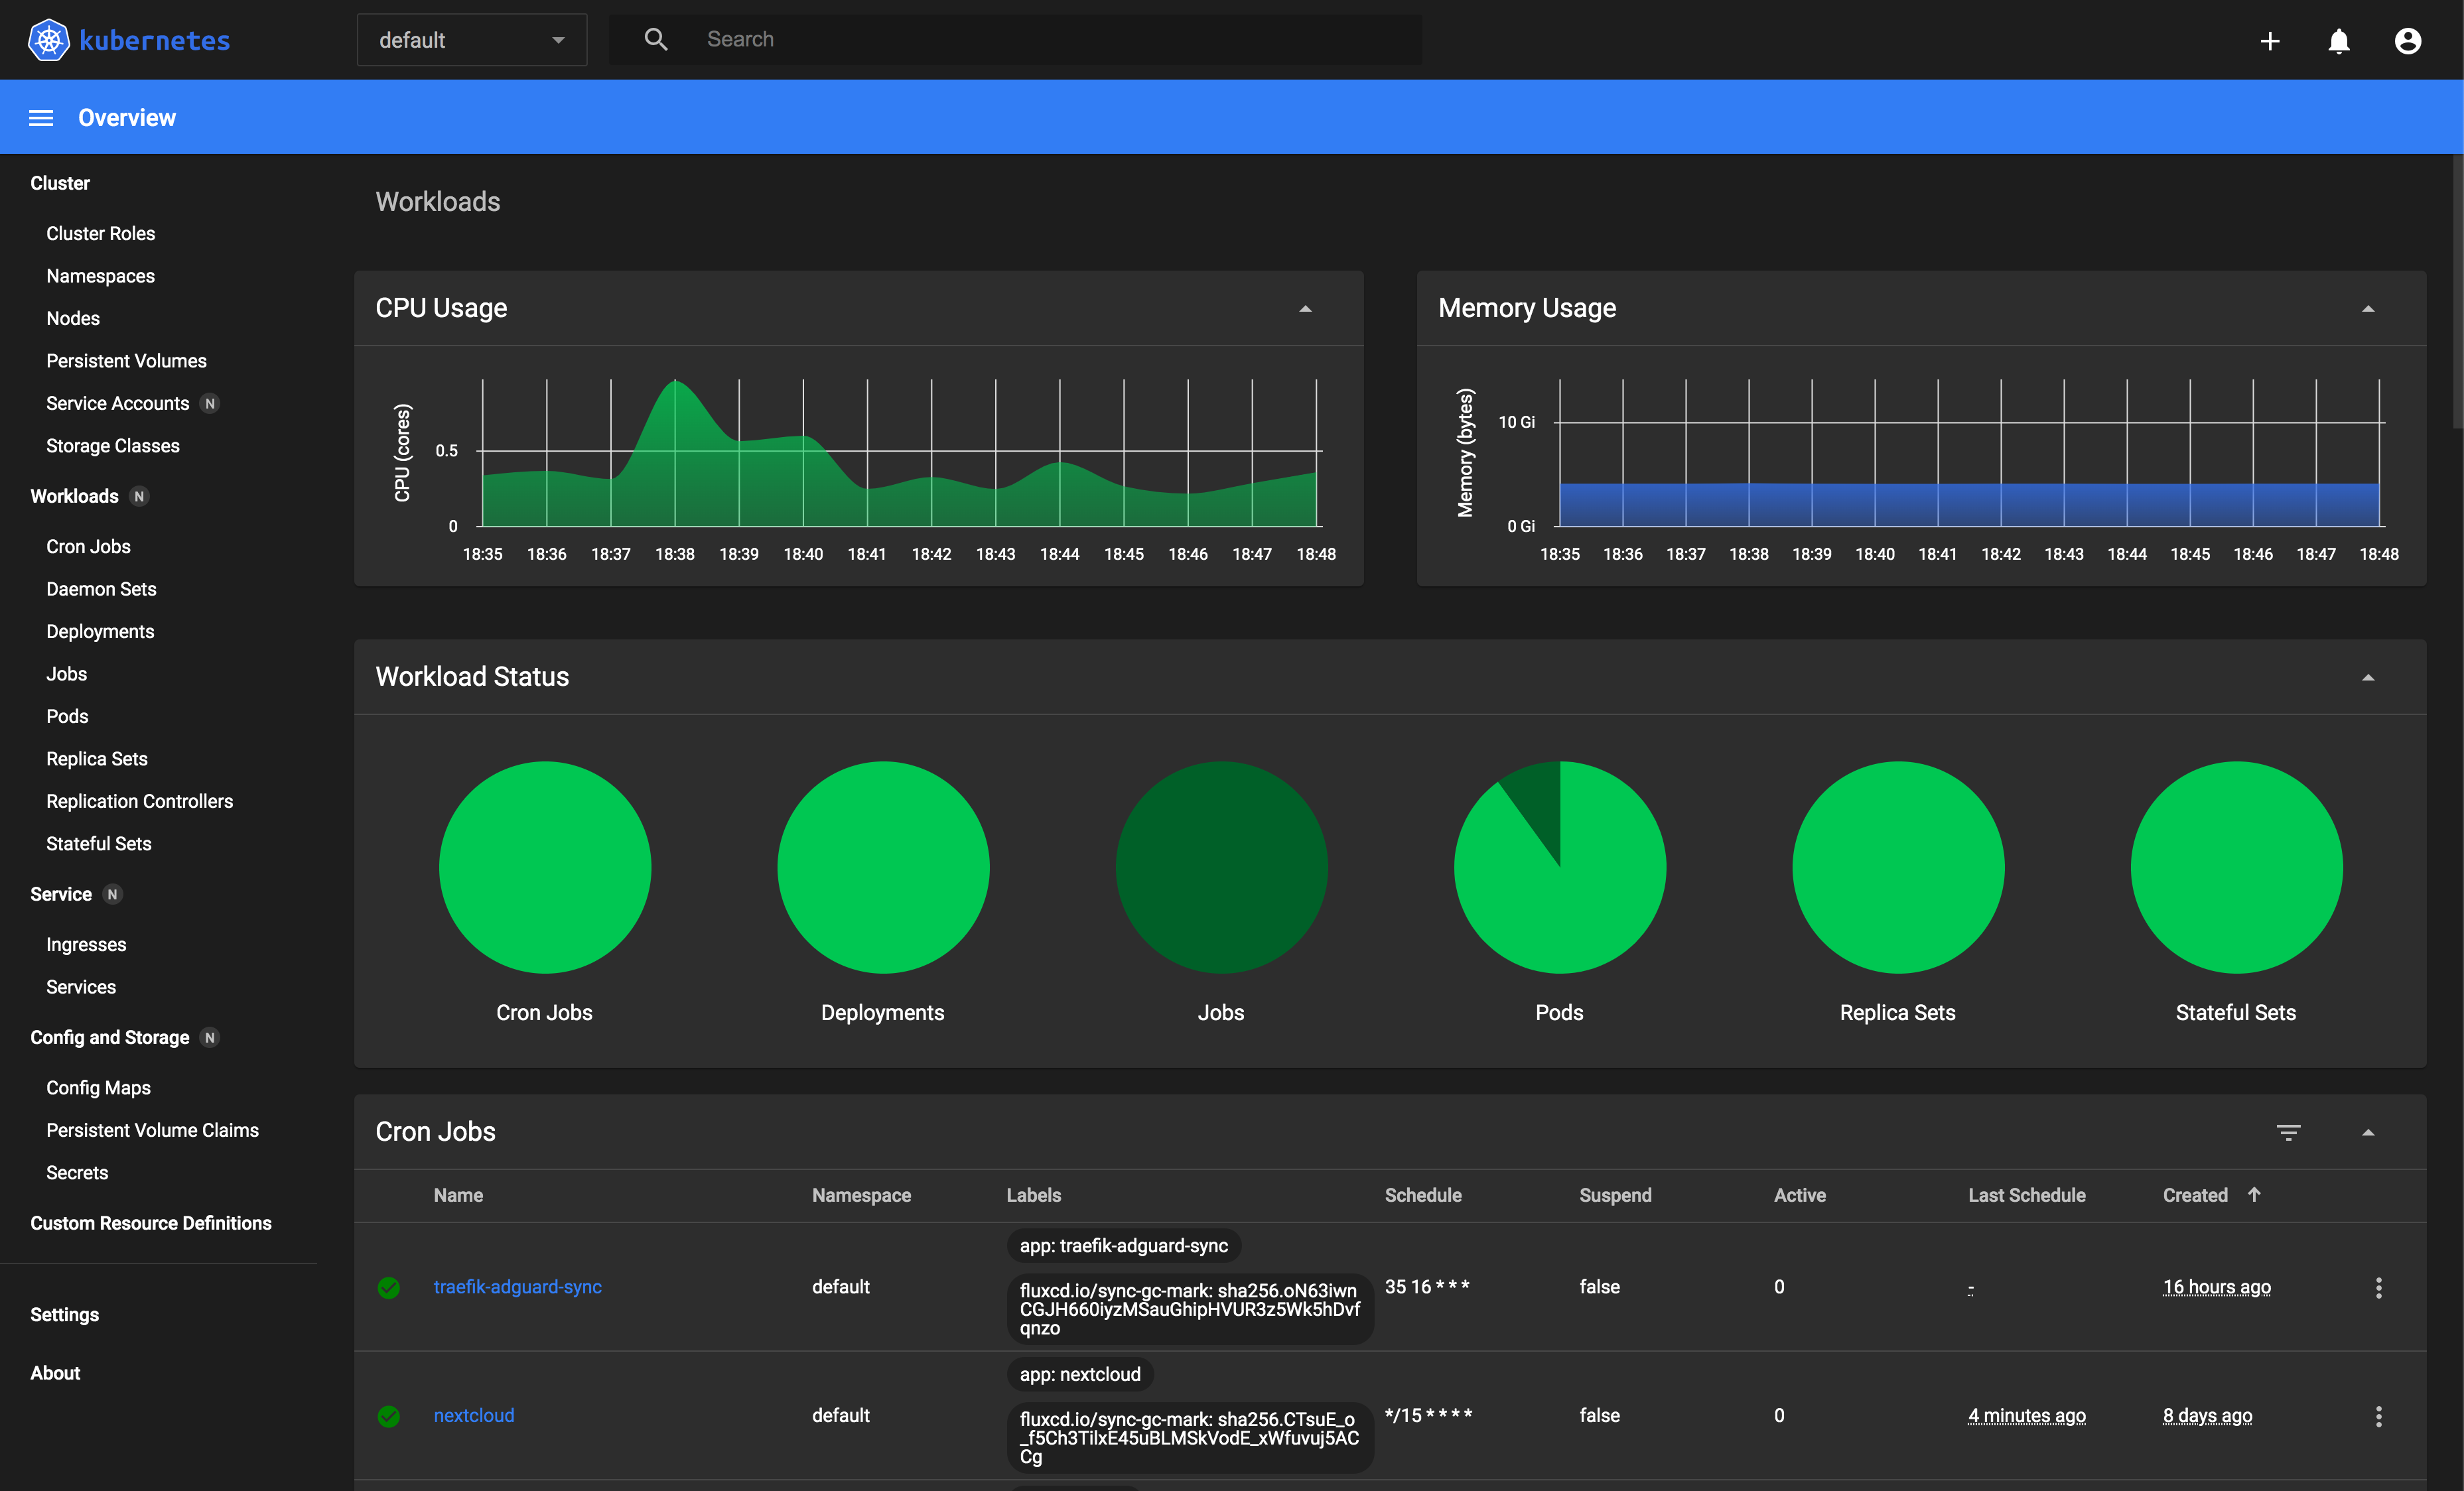 kubernetes
default
Search
Overview
Cluster
Cluster Roles
Namespaces
Nodes
Persistent Volumes
Service Accounts N
Storage Classes
Workloads N
Cron Jobs
Daemon Sets
Deployments
Jobs
Pods
Replica Sets
Replication Controllers
Stateful Sets
Service N
Ingresses
Services
Config and Storage N
Config Maps
Persistent Volume Claims
Secrets
Custom Resource Definitions
Settings
About
Workloads
CPU Usage
CPU (cores)
0.5
0
18:35 18:36 18:37 18:38 18:39 18:40 18:41 18:42 18:43 18:44 18:45 18:46 18:47 18:48
Memory Usage
Memory (bytes)
10 Gi
0 Gi
18:35 18:36 18:37 18:38 18:39 18:40 18:41 18:42 18:43 18:44 18:45 18:46 18:47 18:48
Workload Status
Cron Jobs Deployments Jobs Pods Replica Sets Stateful Sets
Cron Jobs
Name Namespace Labels Schedule Suspend Active Last Schedule Created
app: traefik-adguard-sync
traefik-adguard-sync default
fluxcd.io/sync-gc-mark: sha256.oN63iwn
CGJH660iyzMSauGhipHVUR3z5Wk5hDvf
qnzo
35 16 * * * false 0 - 16 hours ago
app: nextcloud
nextcloud default
fluxcd.io/sync-gc-mark: sha256.CTsuE_o
_f5Ch3TilxE45uBLMSkVodE_xWfuvuj5AC
Cg
*/15 * * * * false 0 4 minutes ago 8 days ago